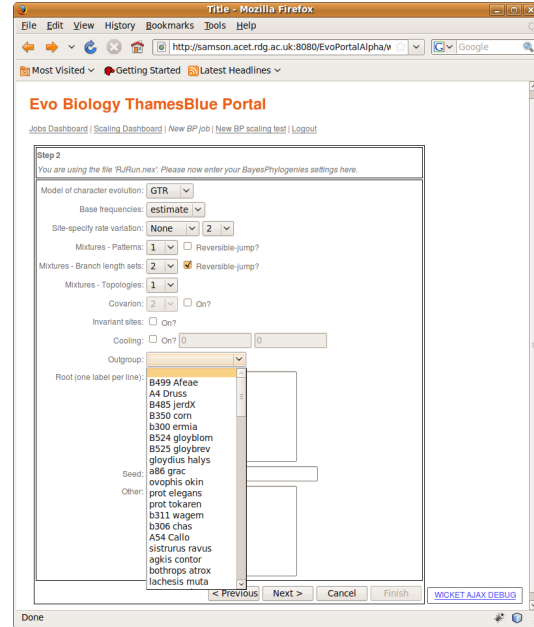 Title - Mozilla Firefox
File Edit View History Bookmarks Tools Help
http://samson.acet.rdg.ac.uk:8080/EvoPortalAlpha/w
Google
Most Visited Getting Started Latest Headlines
Evo Biology ThamesBlue Portal
Jobs Dashboard | Scaling Dashboard | New BP job | New BP scaling test | Logout
Step 2
You are using the file 'RJRun.nex'. Please now enter your BayesPhylogenies settings here.
Model of character evolution: GTR
Base frequencies: estimate
Site-specify rate variation: None 2
Mixtures - Patterns: 1 Reversible-jump?
Mixtures - Branch length sets: 2 Reversible-jump?
Mixtures - Topologies: 1
Covarion: 2 On?
Invariant sites: On?
Cooling: On? 0 0
Outgroup:
Root (one label per line):
B499 Afeae
A4 Druss
B485 jerdX
B350 corn
b300 ermia
B524 gloyblom
B525 gloybrev
gloydius halys
Seed: a86 grac
ovophis okin
Other: prot elegans
prot tokaren
b311 wagem
b306 chas
A54 Callo
sistrurus ravus
agkis contor
bothrops atrox
lachesis muta
< Previous Next > Cancel Finish
WICKET AJAX DEBUG
Done